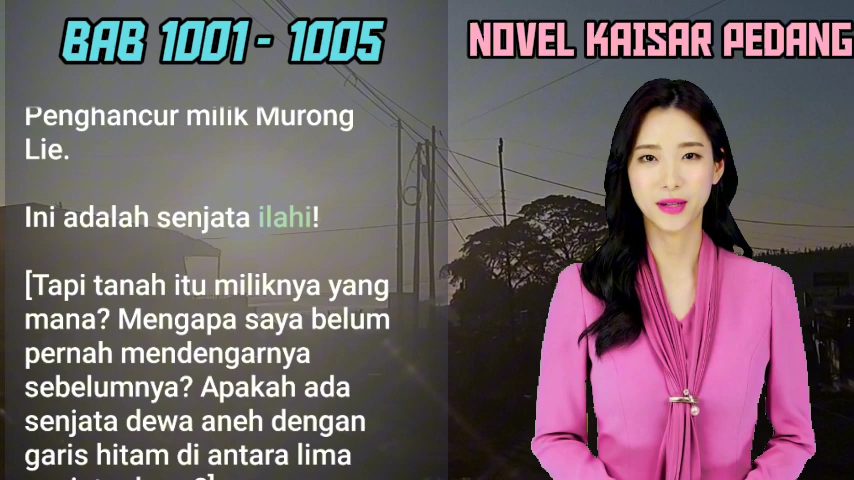 BAB 1001 - 1005
NOVEL KAISAR PEDANG
Penghancur milik Murong
Lie.
Ini adalah senjata ilahi!
[Tapi tanah itu miliknya yang
mana? Mengapa saya belum
pernah mendengarnya
sebelumnya? Apakah ada
senjata dewa aneh dengan
garis hitam di antara lima